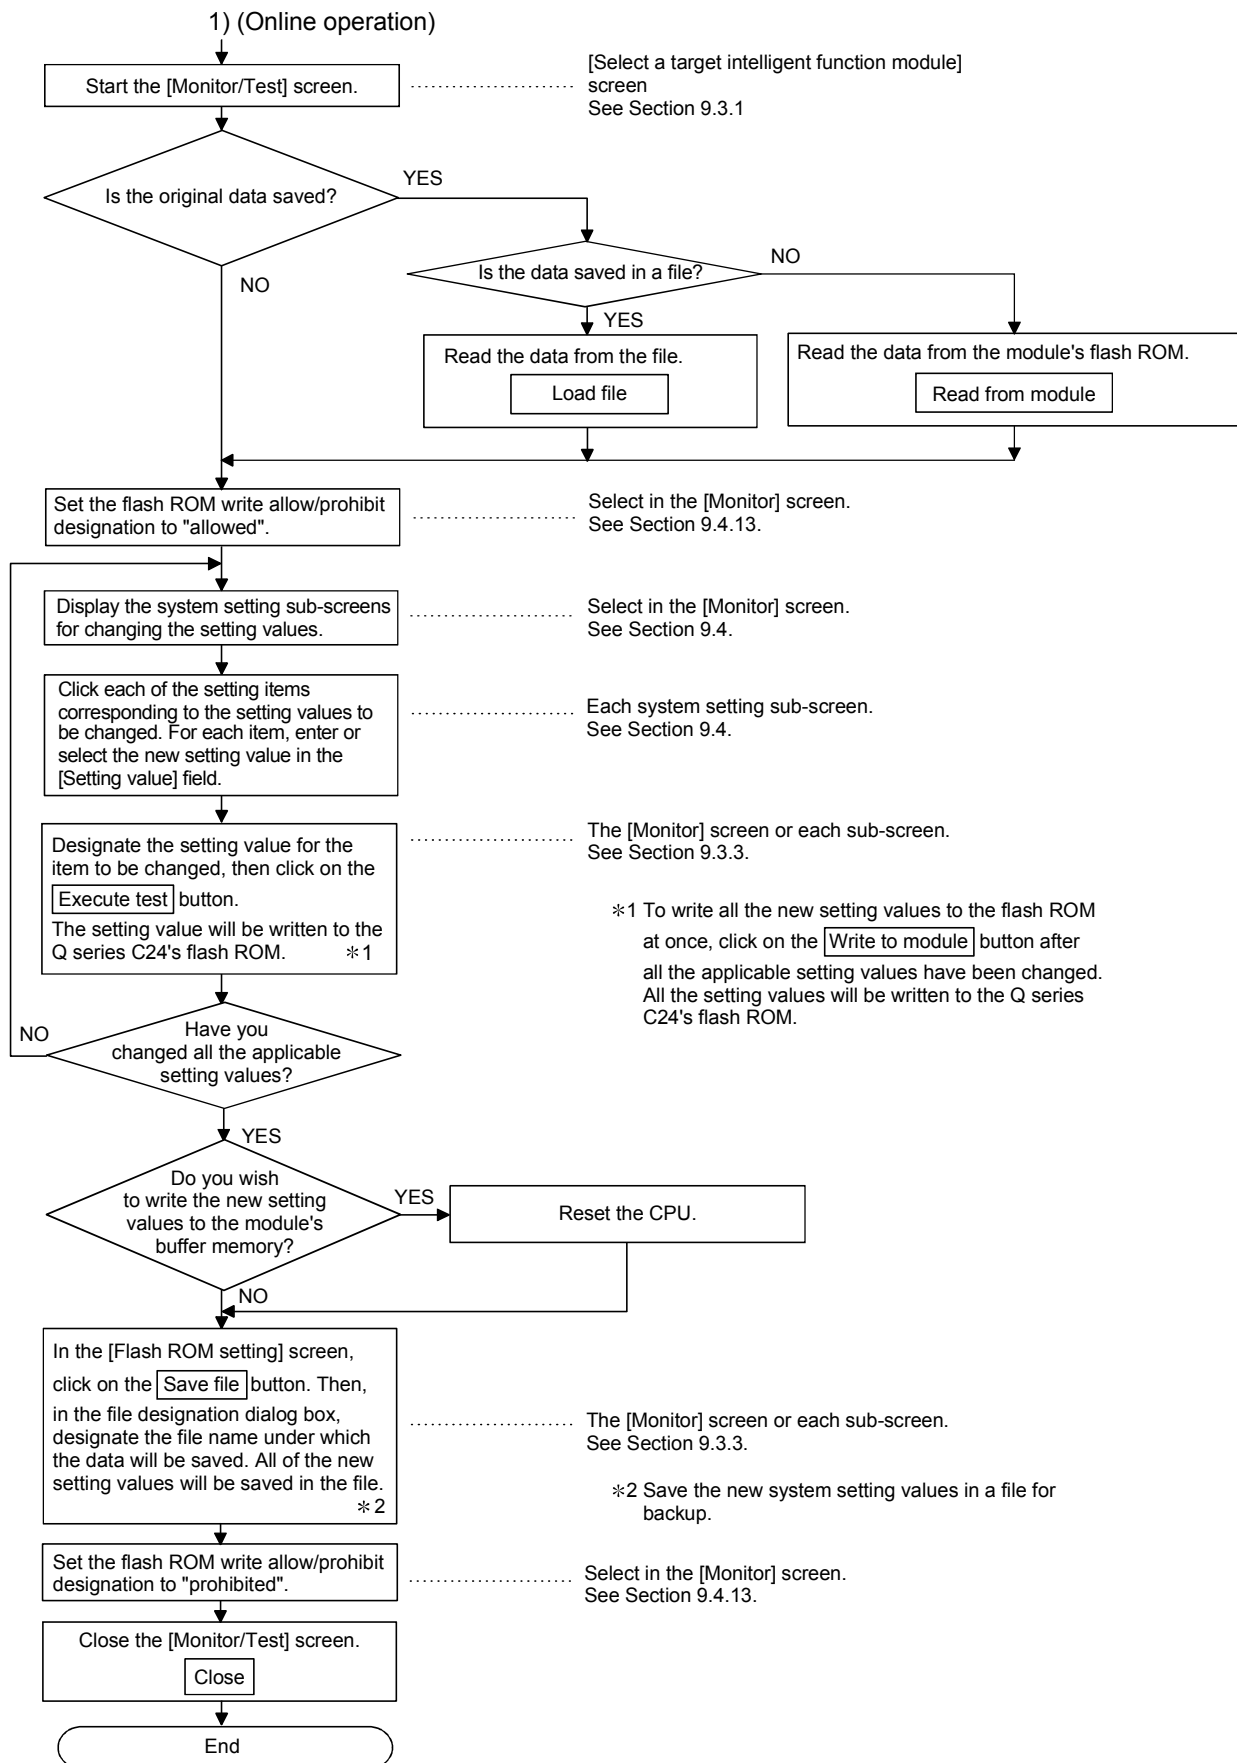 1) (Online operation)
Start the [Monitor/Test] screen.
[Select a target intelligent function module]
screen
See Section 9.3.1
Is the original data saved?
YES
NO
Is the data saved in a file?
NO
YES
Read the data from the file.
Load file
Read the data from the module's flash ROM.
Read from module
Set the flash ROM write allow/prohibit
designation to "allowed".
Select in the [Monitor] screen.
See Section 9.4.13.
Display the system setting sub-screens
for changing the setting values.
Select in the [Monitor] screen.
See Section 9.4.
Click each of the setting items
corresponding to the setting values to
be changed. For each item, enter or
select the new setting value in the
[Setting value] field.
Each system setting sub-screen.
See Section 9.4.
Designate the setting value for the
item to be changed, then click on the
Execute test button.
The setting value will be written to the
Q series C24's flash ROM. *1
The [Monitor] screen or each sub-screen.
See Section 9.3.3.
*1 To write all the new setting values to the flash ROM
at once, click on the Write to module button after
all the applicable setting values have been changed.
All the setting values will be written to the Q series
C24's flash ROM.
NO
Have you
changed all the applicable
setting values?
YES
Do you wish
to write the new setting
values to the module's
buffer memory?
YES
Reset the CPU.
NO
In the [Flash ROM setting] screen,
click on the Save file button. Then,
in the file designation dialog box,
designate the file name under which
the data will be saved. All of the new
setting values will be saved in the file.
*2
The [Monitor] screen or each sub-screen.
See Section 9.3.3.
*2 Save the new system setting values in a file for
backup.
Set the flash ROM write allow/prohibit
designation to "prohibited".
Select in the [Monitor] screen.
See Section 9.4.13.
Close the [Monitor/Test] screen.
Close
End